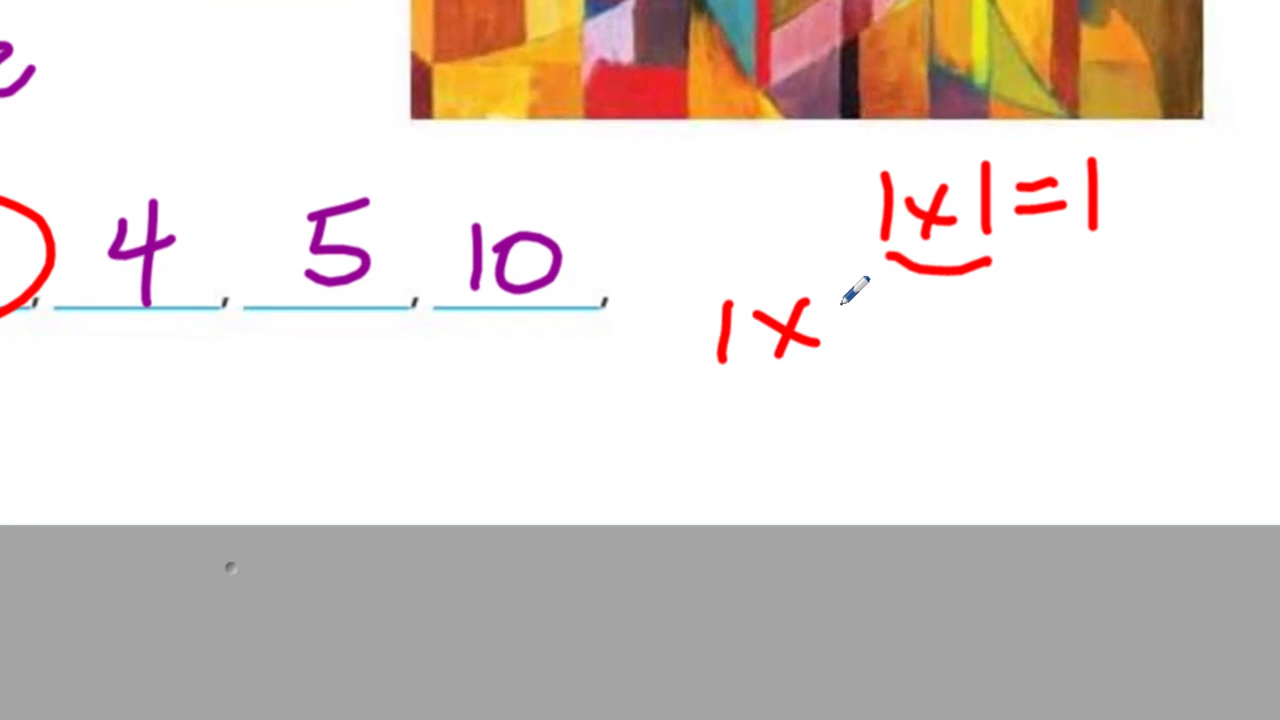 1x1=1
, 4, 5, 10,
1x